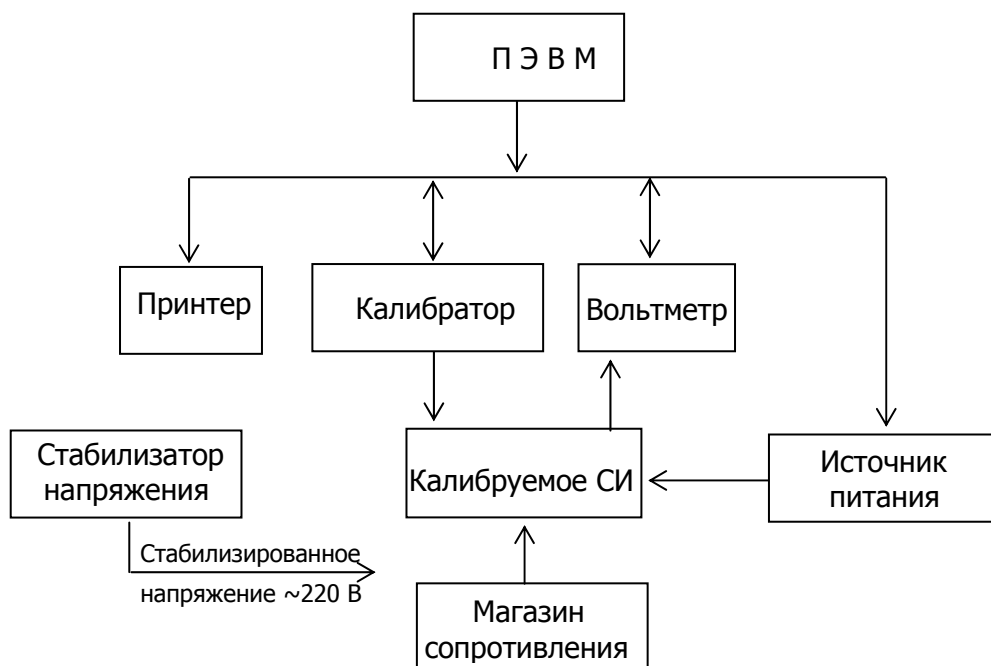 П Э В М
Принтер
Калибратор
Вольтметр
Стабилизатор
напряжения
Калибруемое СИ
Источник
питания
Стабилизированное
напряжение ~220 В
Магазин
сопротивления